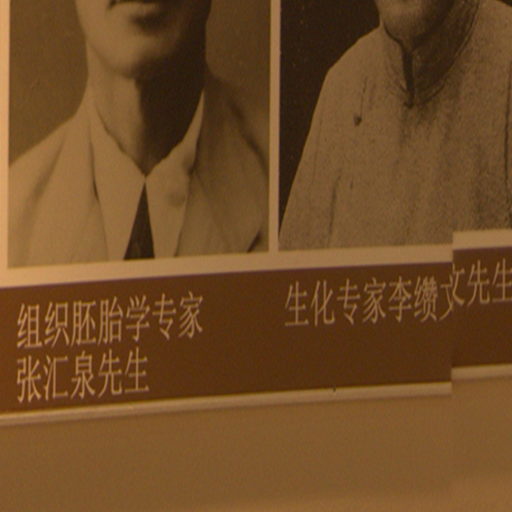 组织胚胎学专家
张汇泉先生
生化专家李缵文先生